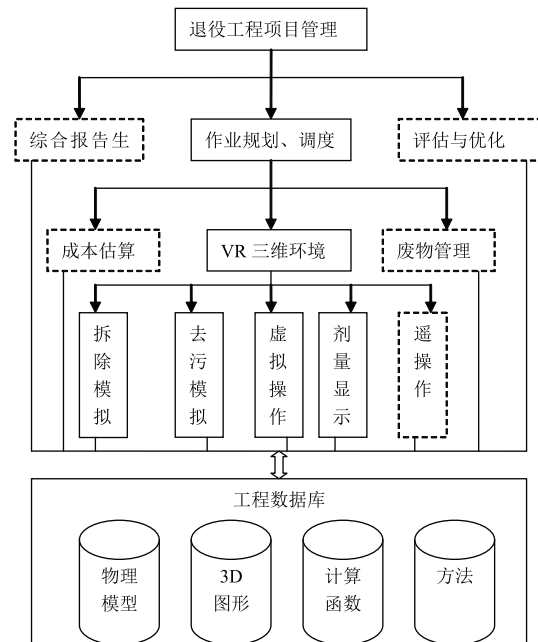 退役工程项目管理
综合报告生
作业规划、调度
评估与优化
成本估算
VR 三维环境
废物管理
拆除模拟
去污模拟
虚拟操作
剂量显示
遥操作
工程数据库
物理
模型
3D
图形
计算
函数
方法